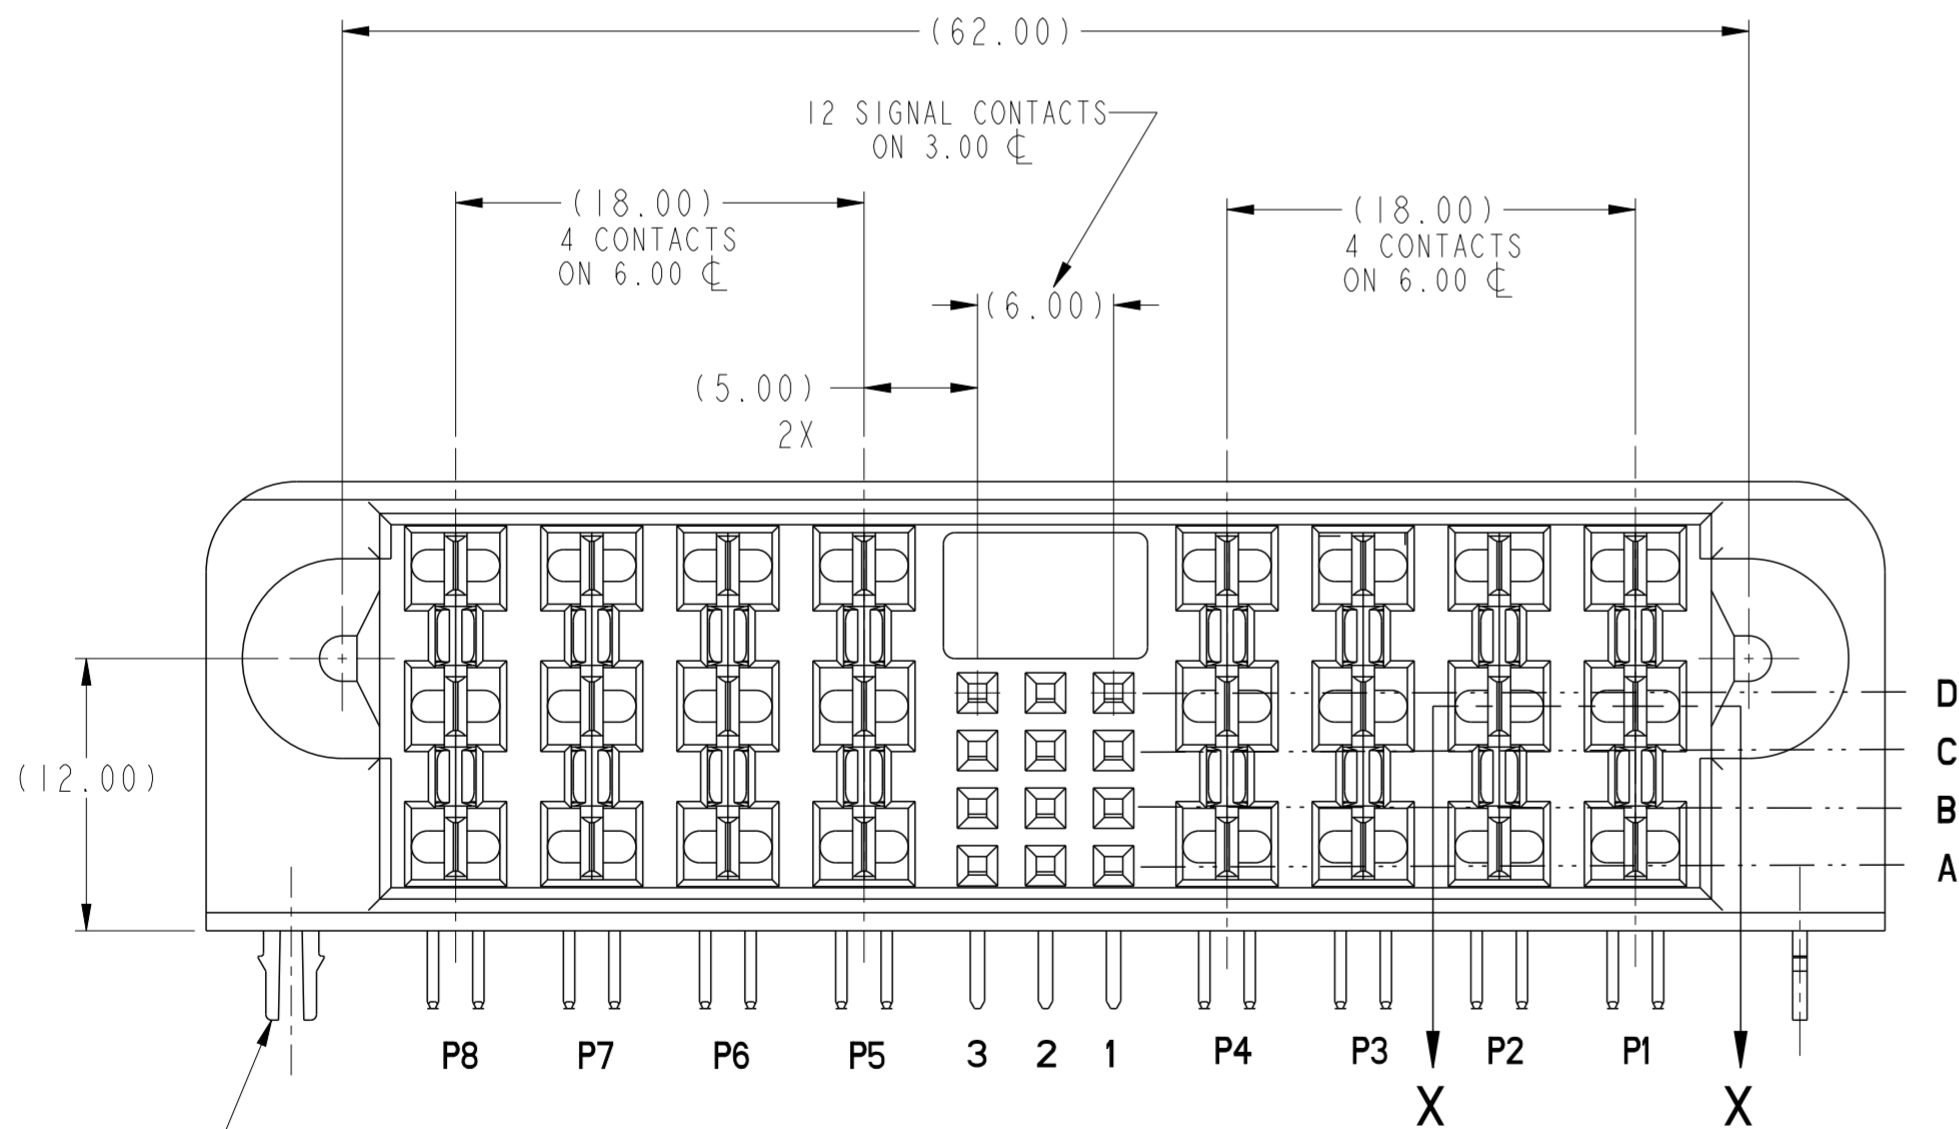 (62.00)
12 SIGNAL CONTACTS
ON 3.00 ℄
(18.00)
4 CONTACTS
ON 6.00 ℄
(18.00)
4 CONTACTS
ON 6.00 ℄
(6.00)
(5.00)
2X
D
C
(12.00)
B
A
P8 P7 P6 P5 3 2 1 P4 P3 P2 P1
X X